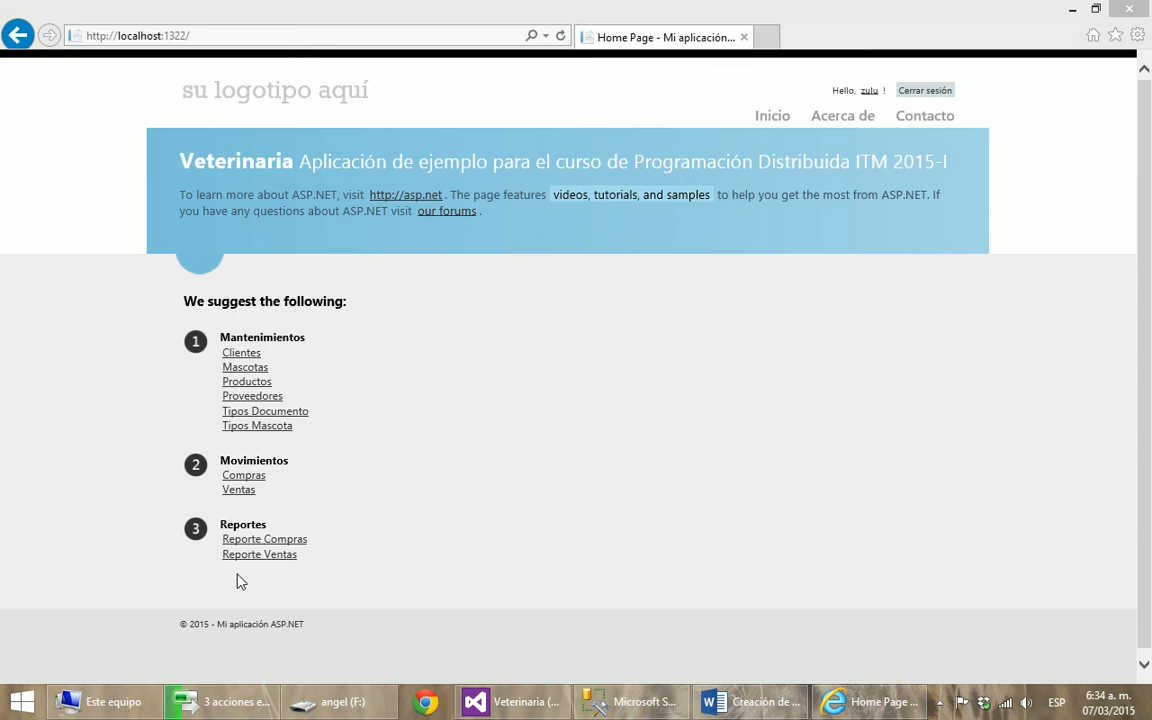 http://localhost:1322/
Home Page - Mi aplicación...
su logotipo aquí
Hello, zulu !
Cerrar sesión
Inicio
Acerca de
Contacto
Veterinaria Aplicación de ejemplo para el curso de Programación Distribuida ITM 2015-I
To learn more about ASP.NET, visit http://asp.net. The page features videos, tutorials, and samples to help you get the most from ASP.NET. If
you have any questions about ASP.NET visit our forums .
We suggest the following:
1
Mantenimientos
Clientes
Mascotas
Productos
Proveedores
Tipos Documento
Tipos Mascota
2
Movimientos
Compras
Ventas
3
Reportes
Reporte Compras
Reporte Ventas
© 2015 - Mi aplicación ASP.NET
Este equipo
3 acciones e...
angel (F:)
Veterinaria (...
Microsoft S...
Creación de ...
Home Page ...
ESP
6:34 a. m.
07/03/2015